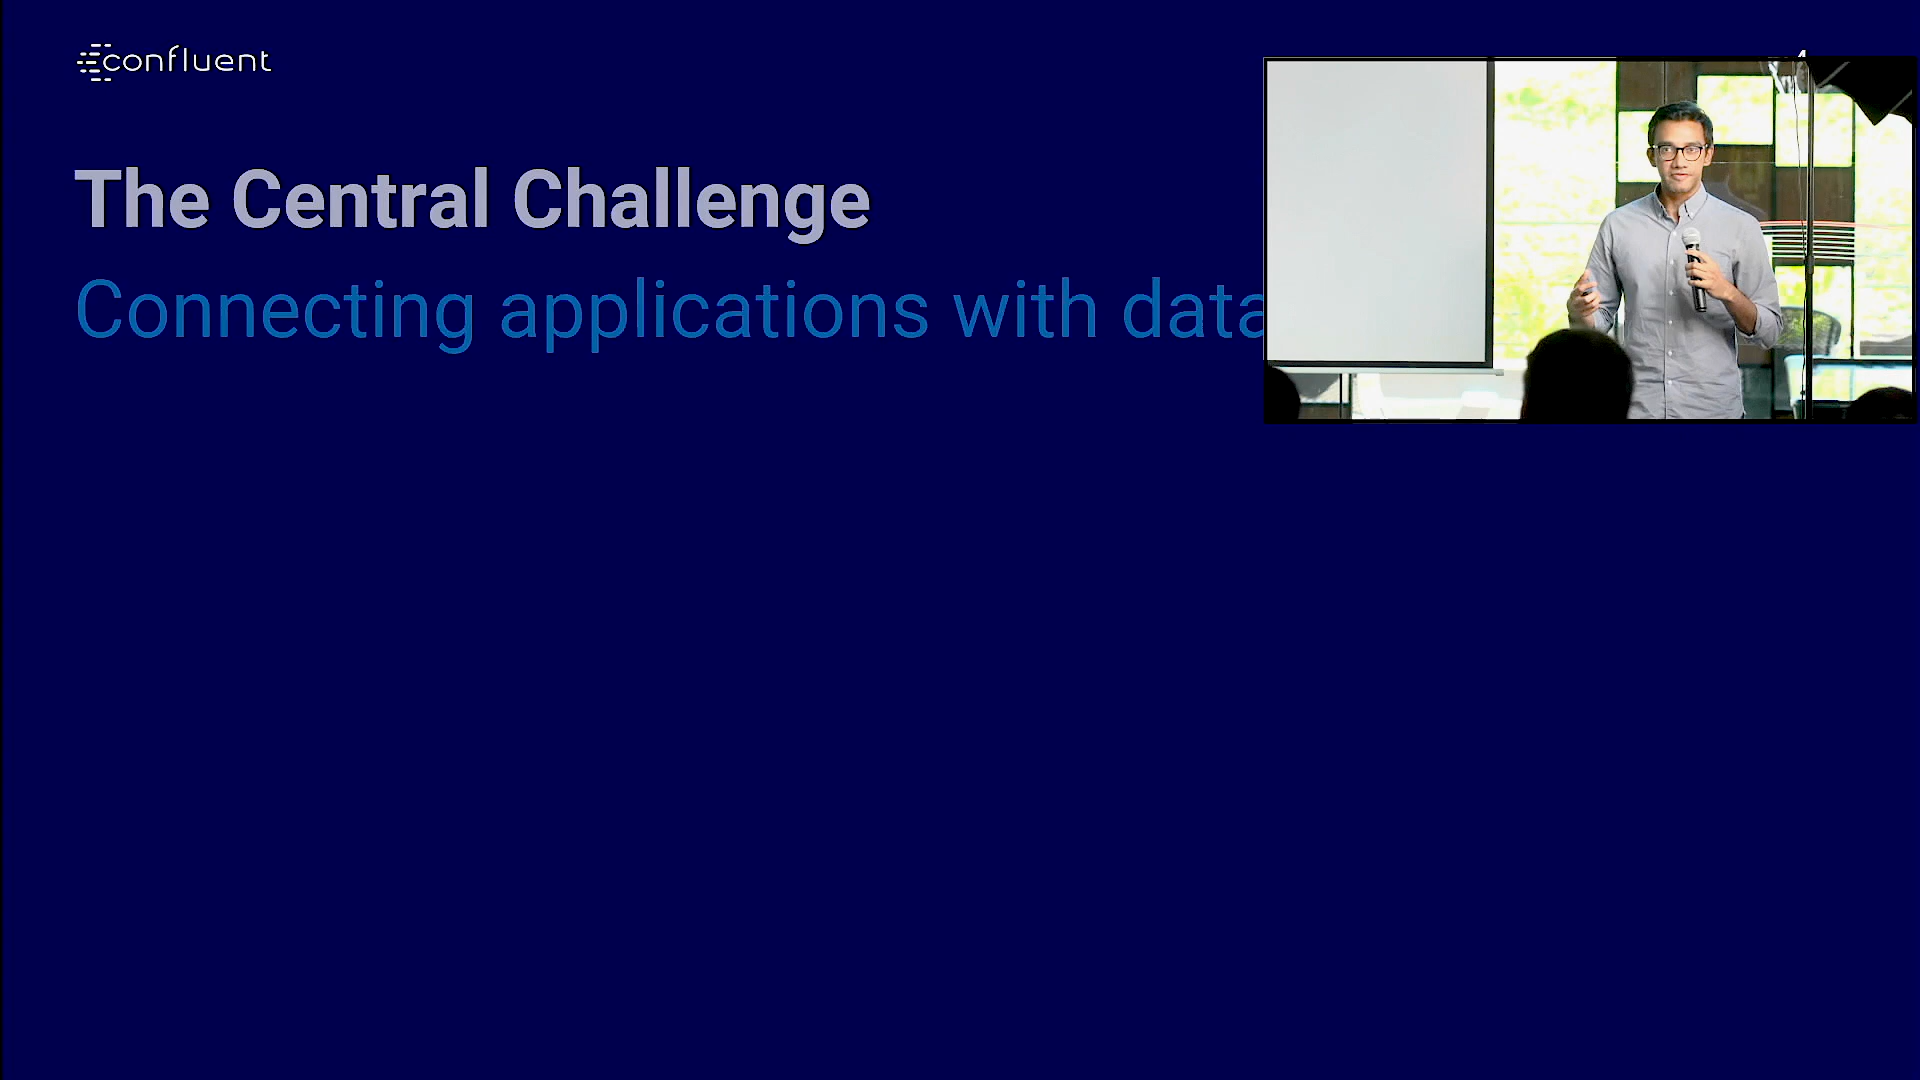 confluent
The Central Challenge
Connecting applications with data